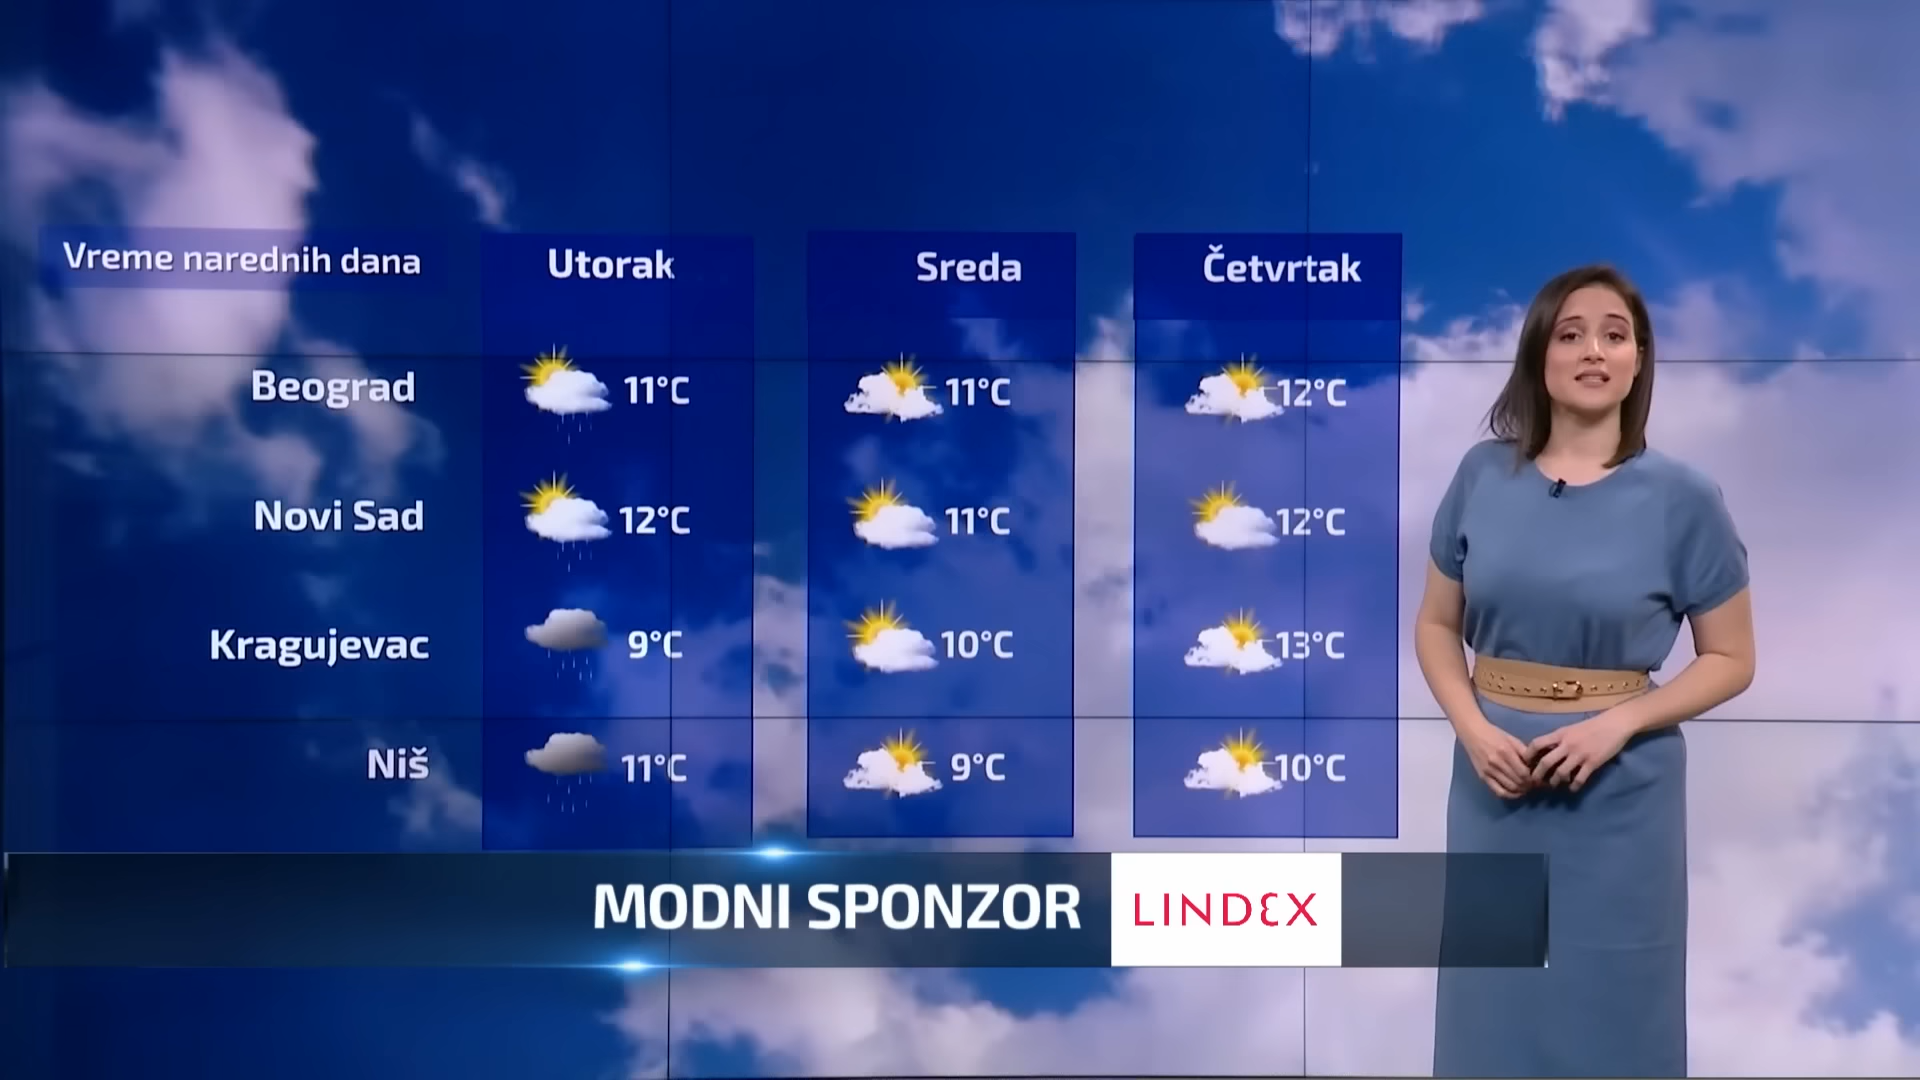 Vreme narednih dana Utorak Sreda Četvrtak
Beograd 11°C 11°C 12°C
Novi Sad 12°C 11°C 12°C
Kragujevac 9°C 10°C 13°C
Niš 11°C 9°C 10°C
MODNI SPONZOR LINDEX